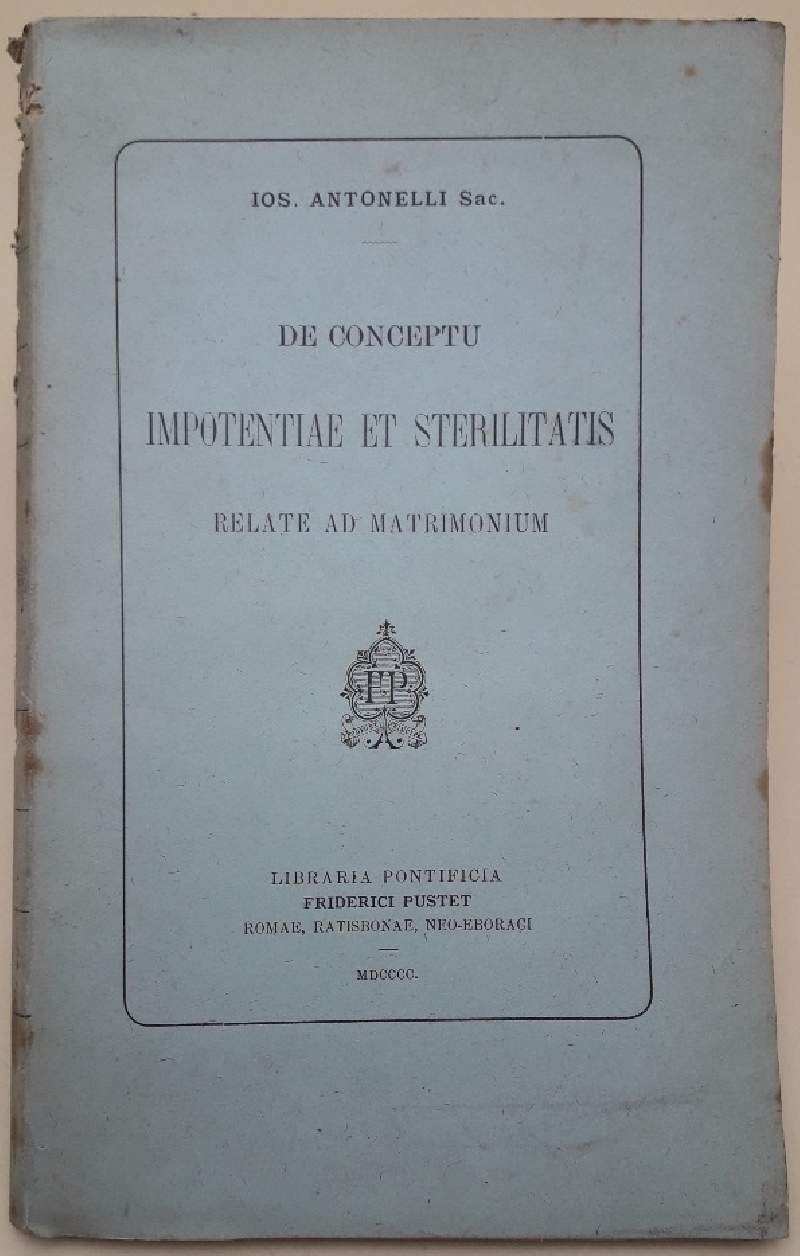 IOS. ANTONELLI Sac.
DE CONCEPTU
IMPOTENTIAE ET STERILITATIS
RELATE AD MATRIMONIUM
FP
LIBRARIA PONTIFICIA
FRIDERICI PUSTET
ROMAE, RATISBONAE, NEO-EBORACI
MDCCCC.